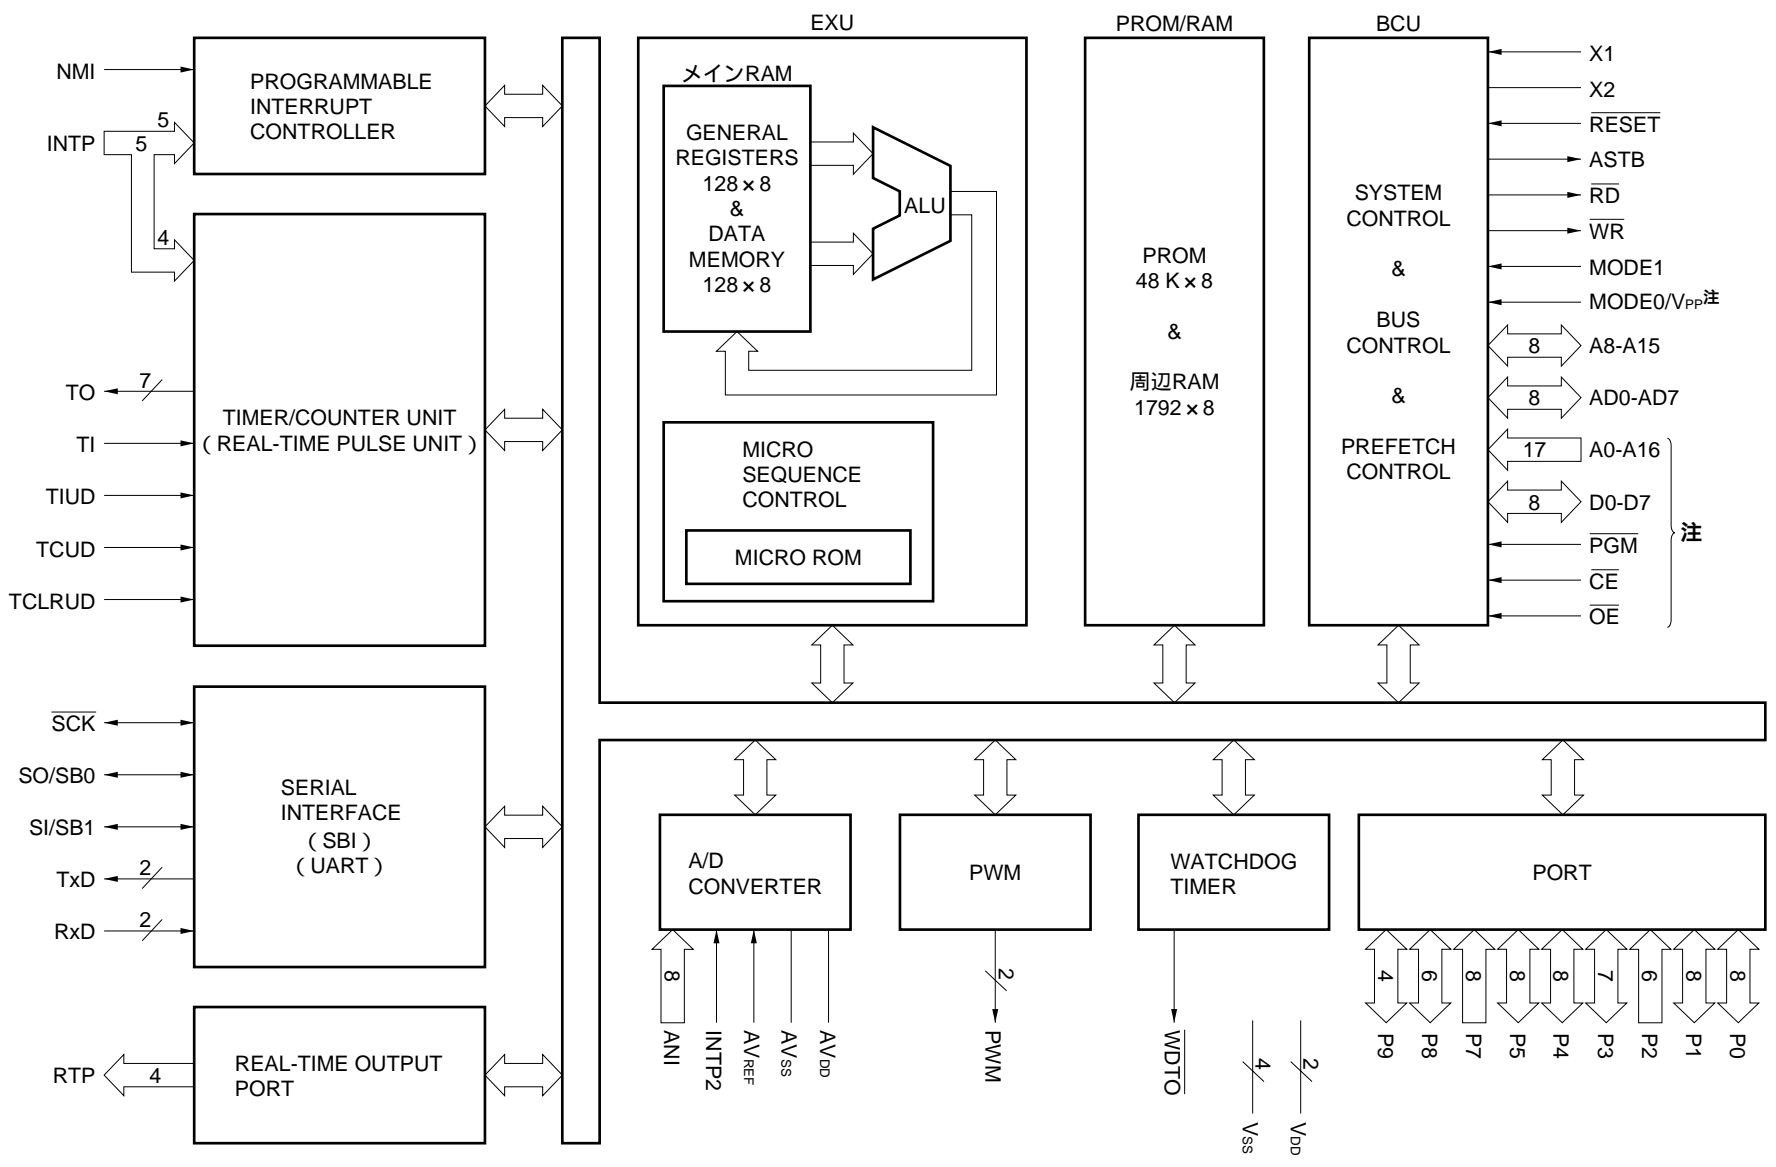 EXU
PROM/RAM
BCU
NMI
INTP
5
5
4
PROGRAMMABLE
INTERRUPT
CONTROLLER
TO
7
TI
TIUD
TCUD
TCLRUD
TIMER/COUNTER UNIT
( REAL-TIME PULSE UNIT )
SCK
SO/SB0
SI/SB1
TxD
2
RxD
2
SERIAL
INTERFACE
( SBI )
( UART )
RTP
4
REAL-TIME OUTPUT
PORT
メインRAM
GENERAL
REGISTERS
128 × 8
&
DATA
MEMORY
128 × 8
ALU
MICRO
SEQUENCE
CONTROL
MICRO ROM
PROM
48 K × 8
&
周辺RAM
1792 × 8
SYSTEM
CONTROL
&
BUS
CONTROL
&
PREFETCH
CONTROL
X1
X2
RESET
ASTB
RD
WR
MODE1
MODE0/VPP注
8
A8-A15
8
AD0-AD7
17
A0-A16
8
D0-D7
PGM
CE
OE
注
A/D
CONVERTER
8
ANI
INTP2
AVREF
AVSS
AVDD
PWM
2
PWM
WATCHDOG
TIMER
WDTO
4
VSS
2
VDD
PORT
4
6
8
8
8
7
6
8
8
P9
P8
P7
P5
P4
P3
P2
P1
P0